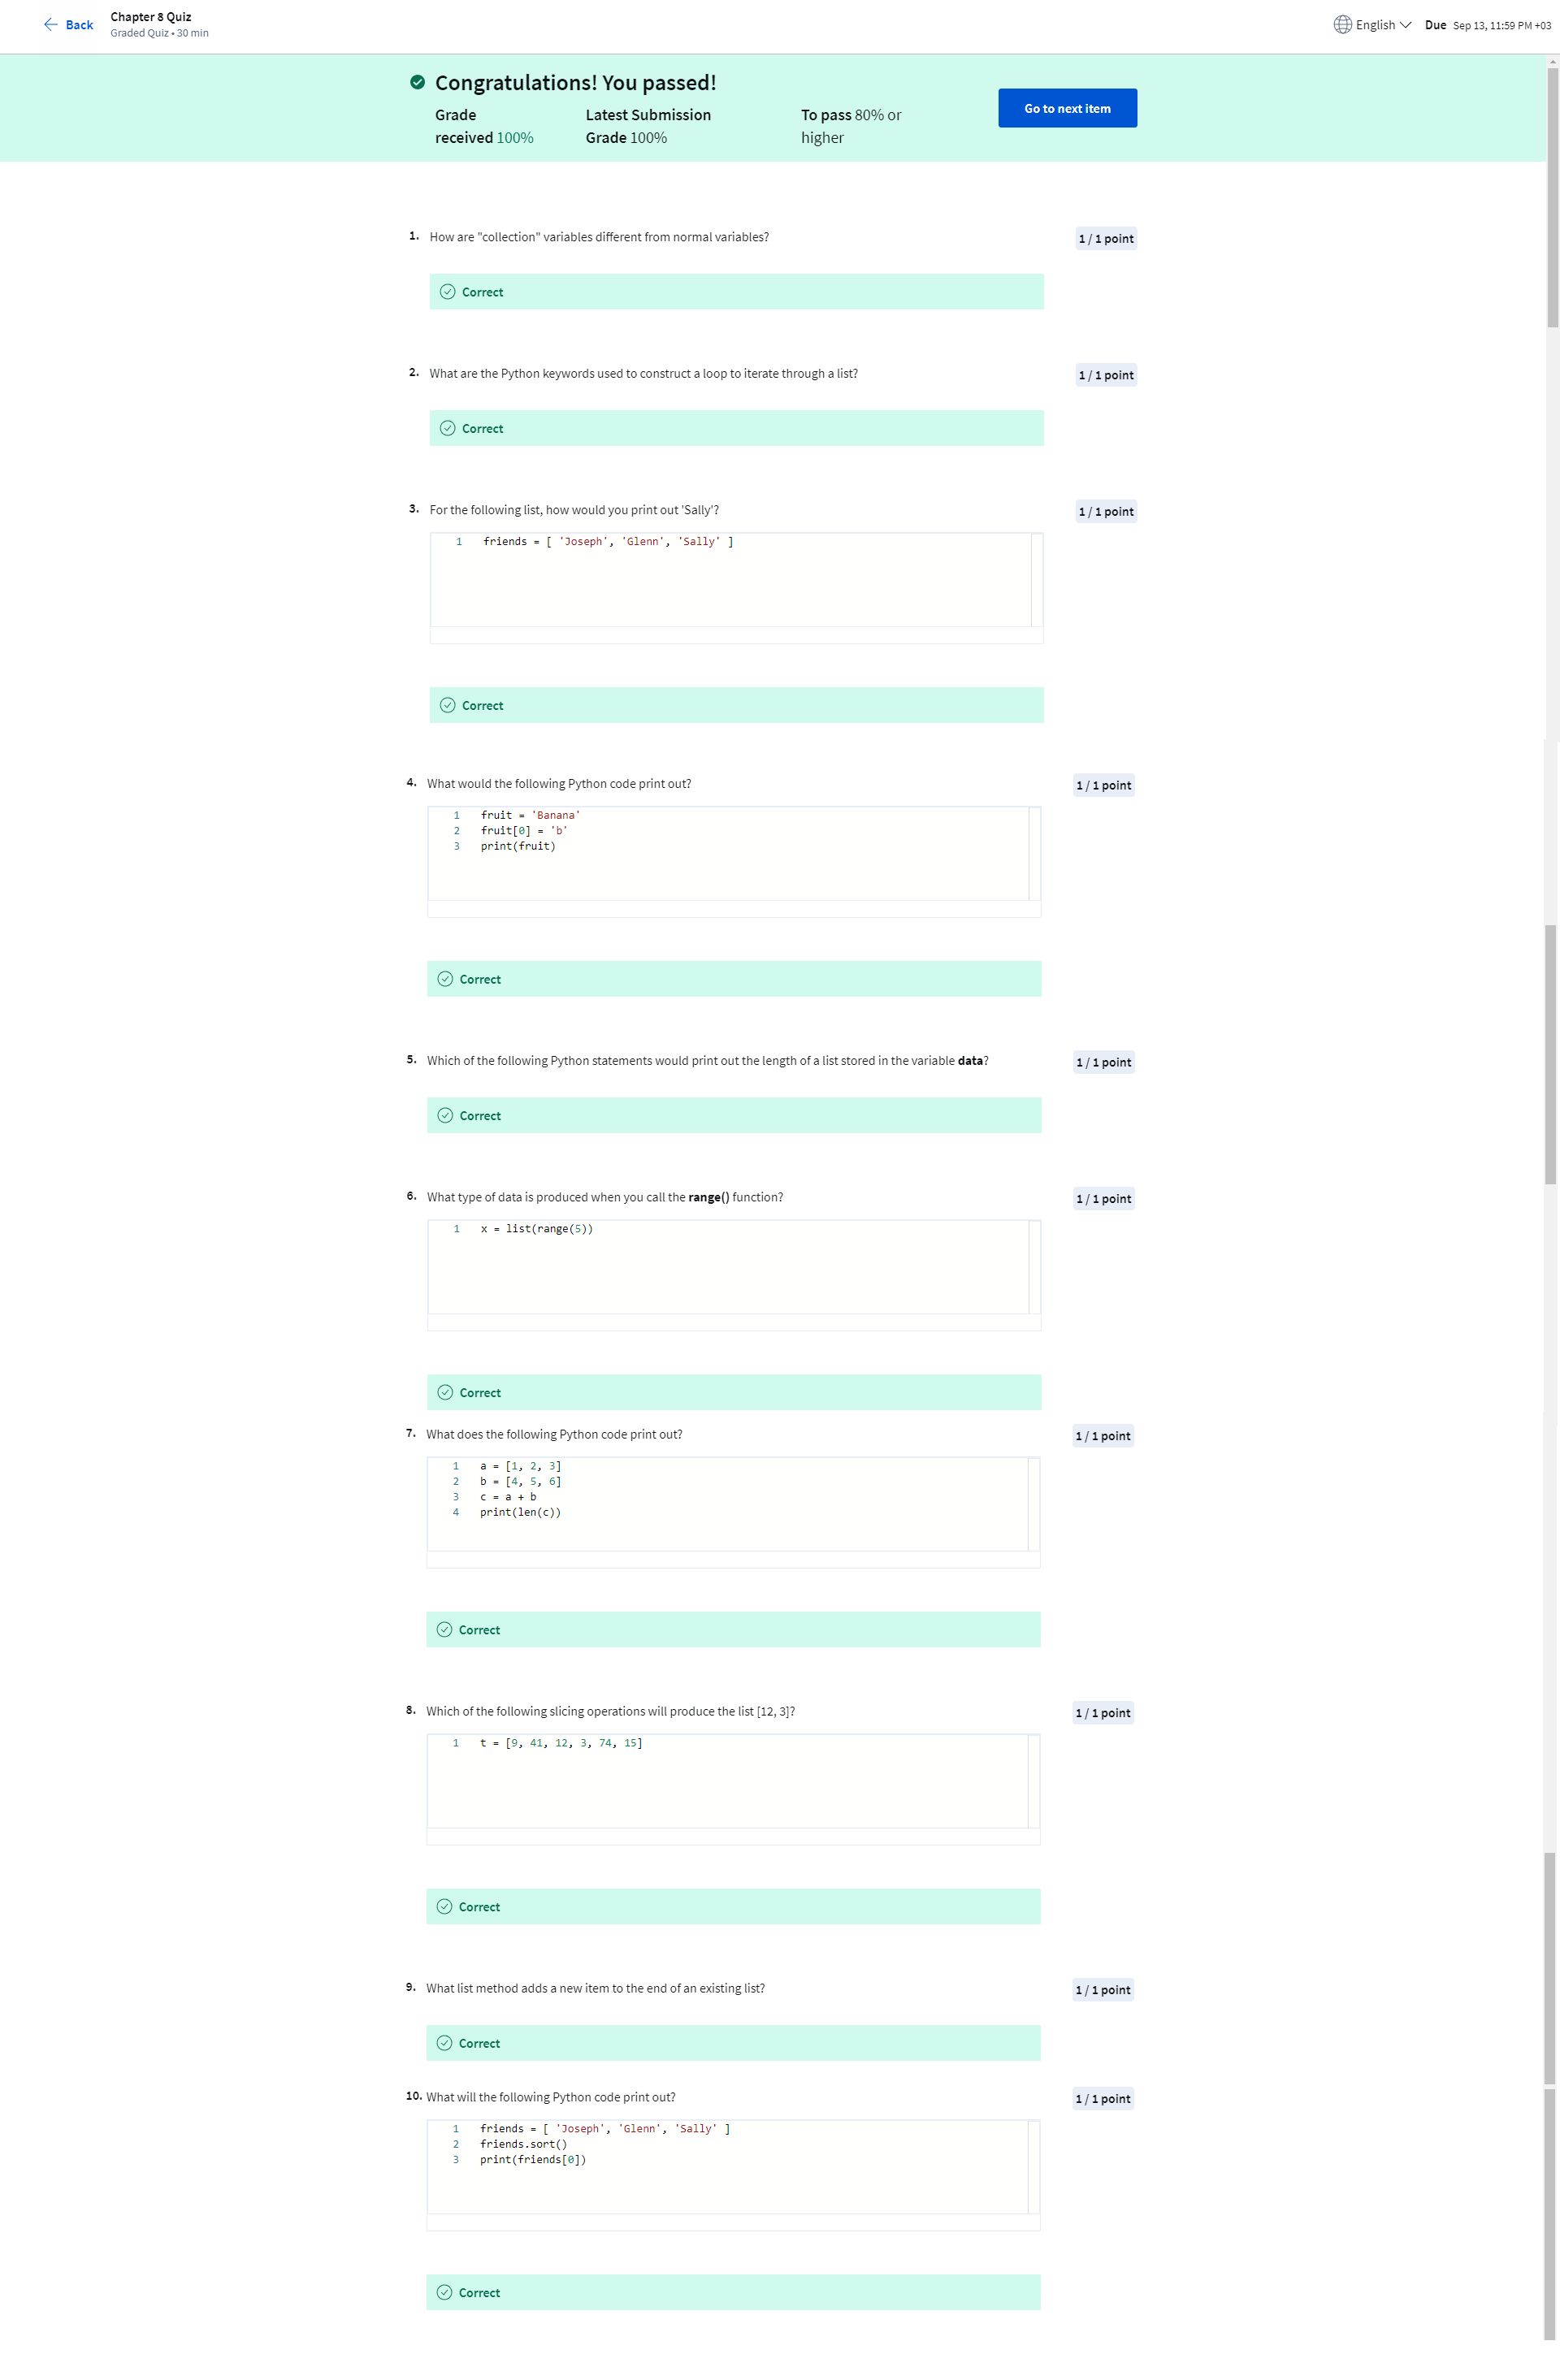 Back
Chapter 8 Quiz
Graded Quiz • 30 min
English
Due Sep 13, 11:59 PM +03
Congratulations! You passed!
Grade received 100%
Latest Submission Grade 100%
To pass 80% or higher
Go to next item
1. How are "collection" variables different from normal variables?
1 / 1 point
Correct
2. What are the Python keywords used to construct a loop to iterate through a list?
1 / 1 point
Correct
3. For the following list, how would you print out 'Sally'?
1 / 1 point
1 friends = [ 'Joseph', 'Glenn', 'Sally' ]
Correct
4. What would the following Python code print out?
1 / 1 point
1 fruit = 'Banana'
2 fruit[0] = 'b'
3 print(fruit)
Correct
5. Which of the following Python statements would print out the length of a list stored in the variable data?
1 / 1 point
Correct
6. What type of data is produced when you call the range() function?
1 / 1 point
1 x = list(range(5))
Correct
7. What does the following Python code print out?
1 / 1 point
1 a = [1, 2, 3]
2 b = [4, 5, 6]
3 c = a + b
4 print(len(c))
Correct
8. Which of the following slicing operations will produce the list [12, 3]?
1 / 1 point
1 t = [9, 41, 12, 3, 74, 15]
Correct
9. What list method adds a new item to the end of an existing list?
1 / 1 point
Correct
10. What will the following Python code print out?
1 / 1 point
1 friends = [ 'Joseph', 'Glenn', 'Sally' ]
2 friends.sort()
3 print(friends[0])
Correct